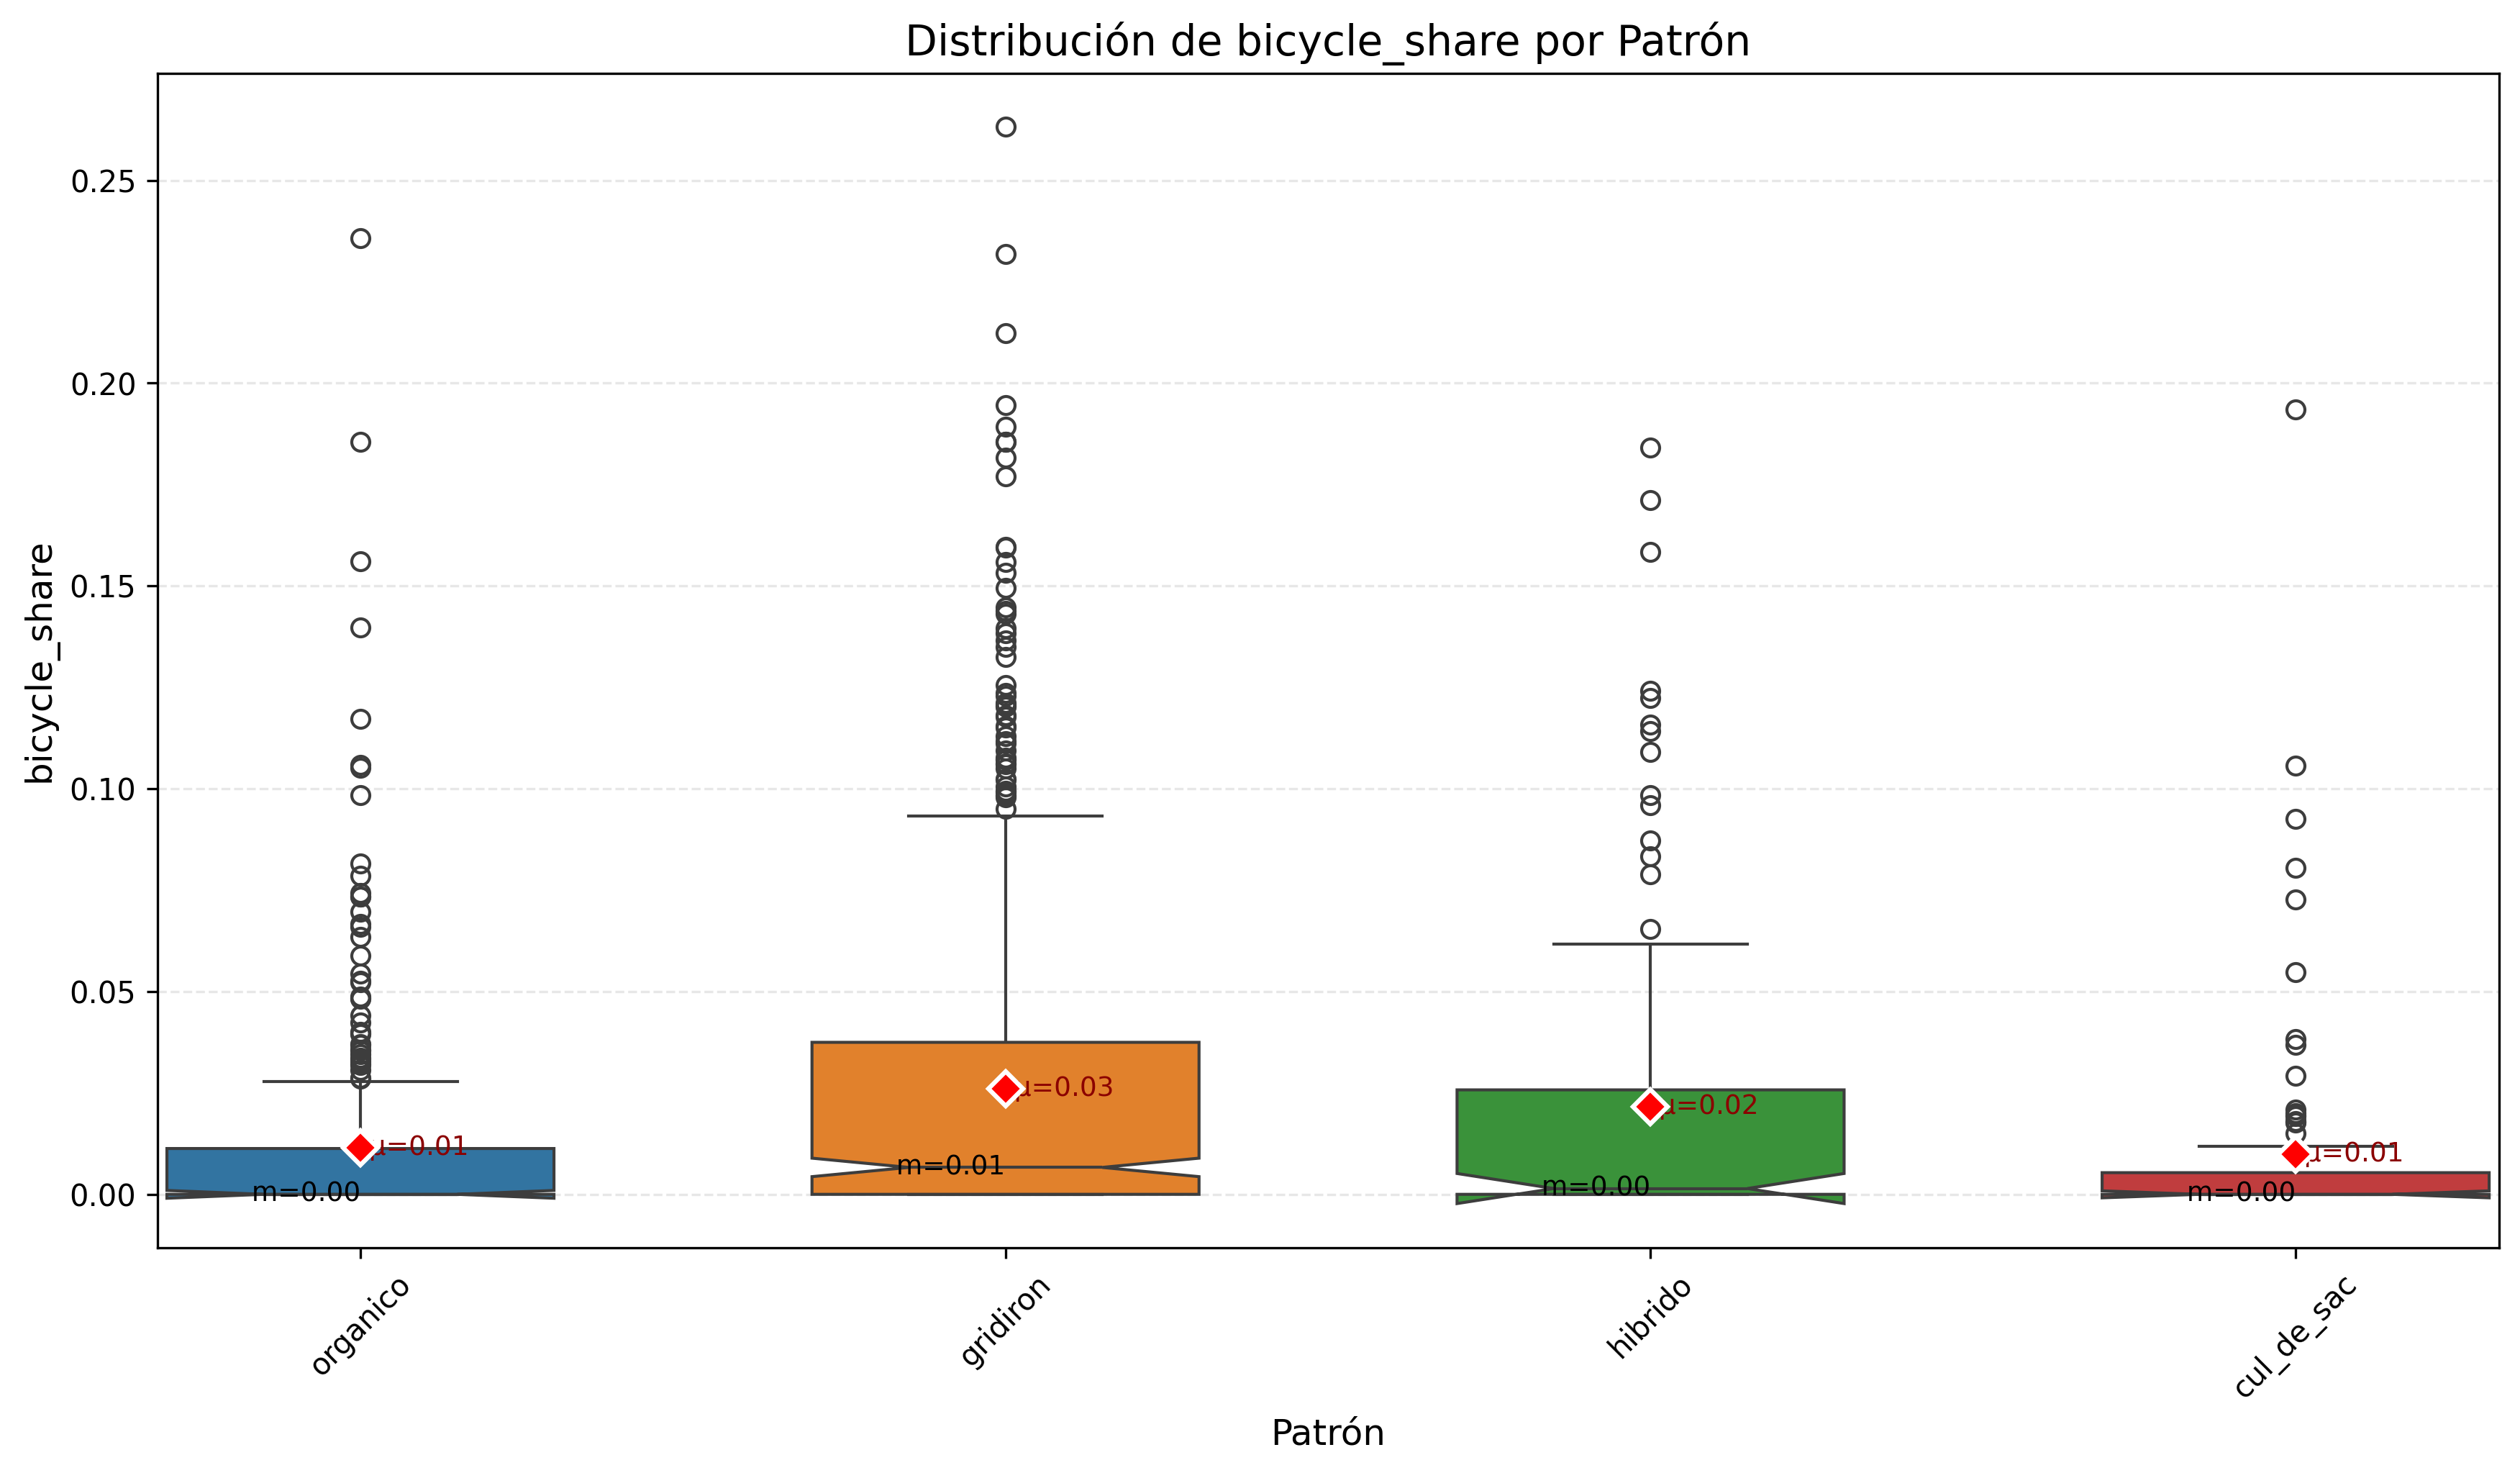 Distribución de bicycle_share por Patrón
bicycle_share
0.25
0.20
0.15
0.10
0.05
0.00
μ=0.01
m=0.00
μ=0.03
m=0.01
μ=0.02
m=0.00
μ=0.01
m=0.00
organico
gridiron
hibrido
cul_de_sac
Patrón